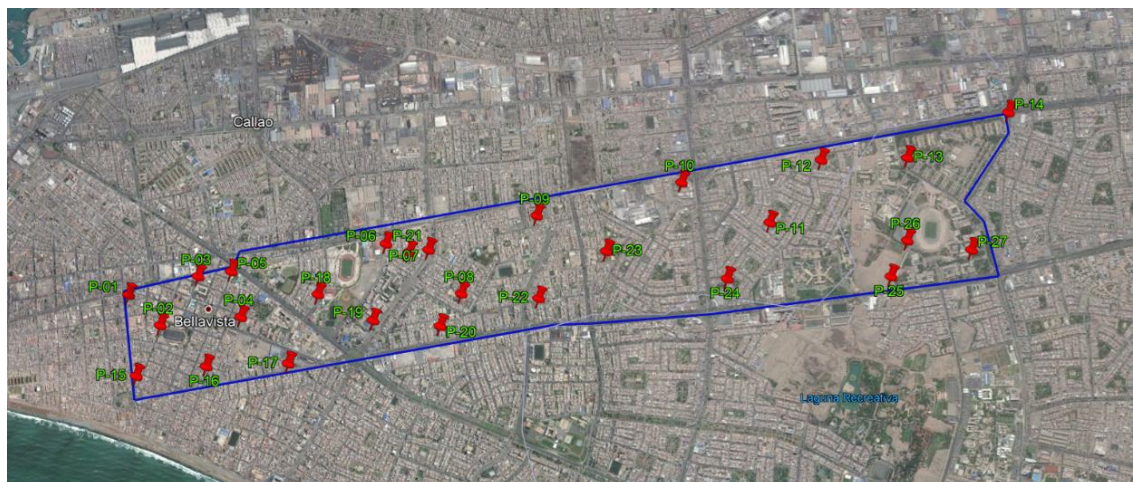 P-14
Callao
P-12
P-13
P-10
P-09
P-11
P-26
P-06
P-21
P-07
P-23
P-27
P-03
P-05
P-01
P-18
P-08
P-24
P-25
P-22
P-02
P-04
Bellavista
P-19
P-20
P-15
P-16
P-17
Laguna Recreativa